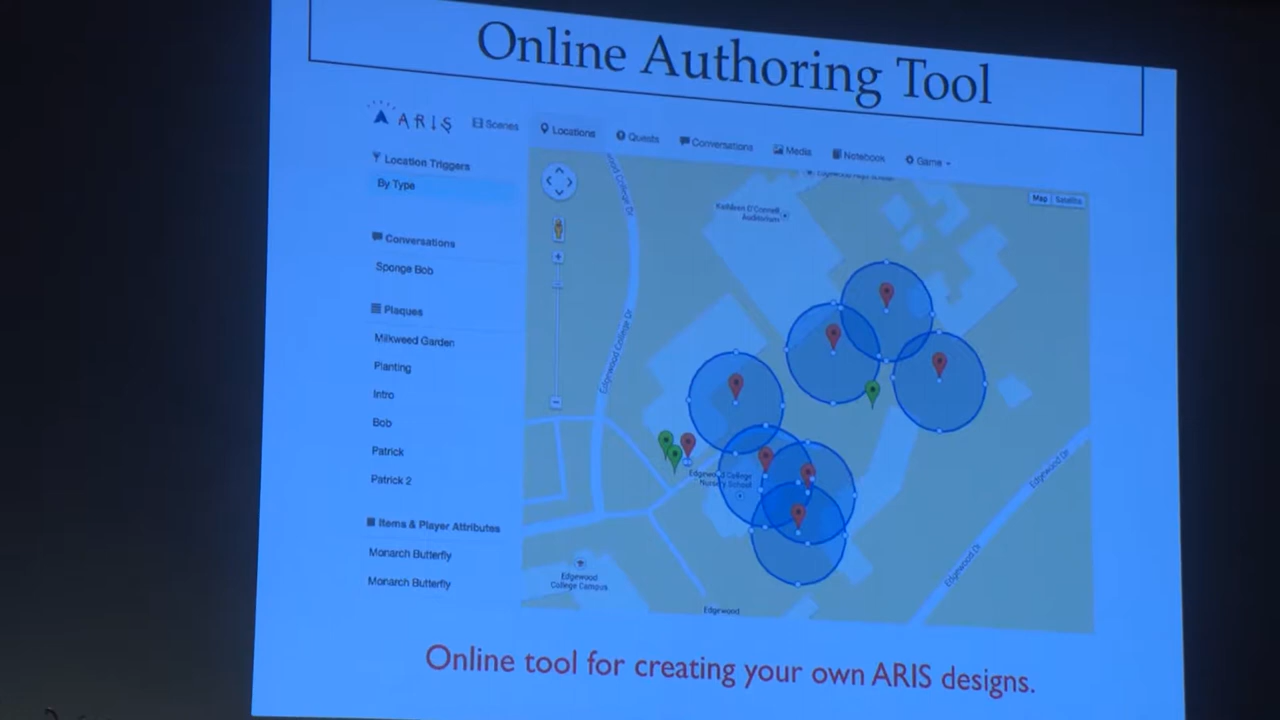 Online Authoring Tool
ARIS
Scenes
Locations
Quests
Conversations
Media
Notebook
Game
Location Triggers
By Type
Conversations
Sponge Bob
Plaques
Milkweed Garden
Planting
Intro
Bob
Patrick
Patrick 2
Items & Player Attributes
Monarch Butterfly
Monarch Butterfly
Map
Satellite
Kathleen O'Connell
Auditorium
Edgewood College Dr
Edgewood College
Nursery School
Edgewood Dr
Edgewood Dr
Edgewood
College Campus
Edgewood
Online tool for creating your own ARIS designs.